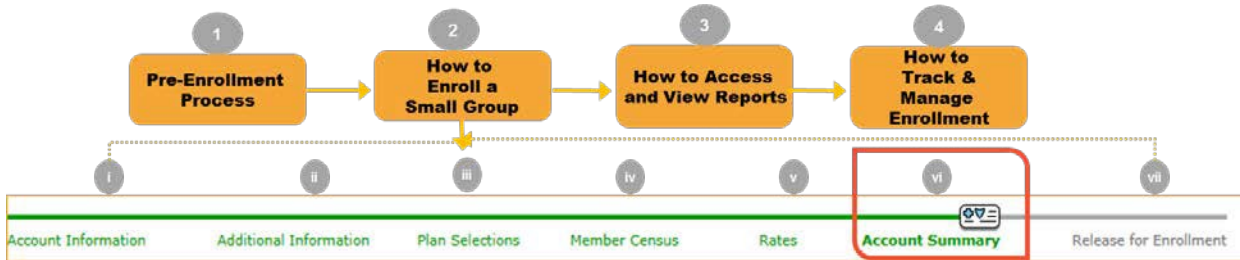 1
Pre-Enrollment
Process
2
How to
Enroll a
Small Group
3
How to Access
and View Reports
4
How to
Track &
Manage
Enrollment
i
ii
iii
iv
v
vi
vii
Account Information
Additional Information
Plan Selections
Member Census
Rates
Account Summary
Release for Enrollment